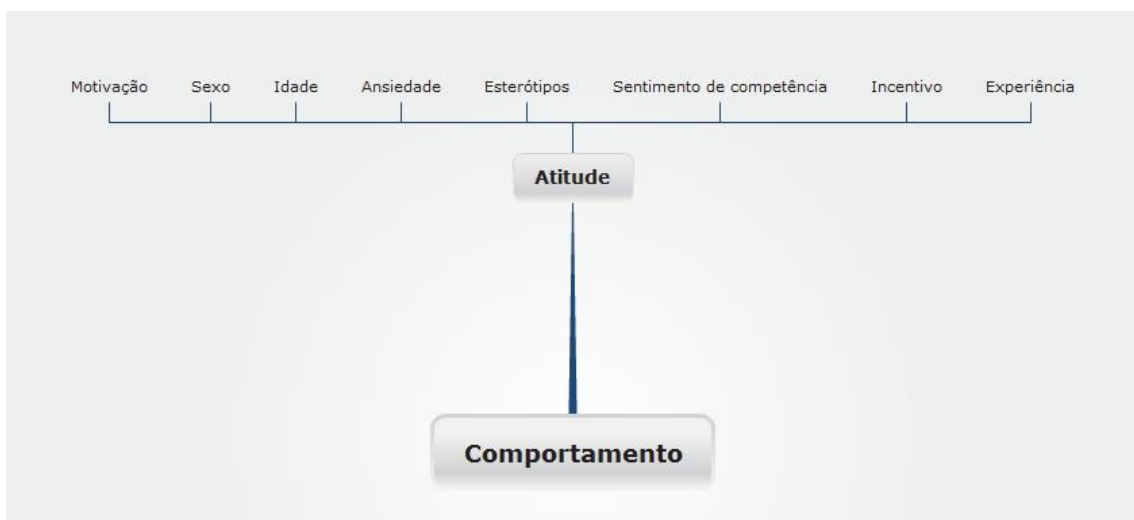 Motivação Sexo Idade Ansiedade Esterótipos Sentimento de competência Incentivo Experiência
Atitude
Comportamento